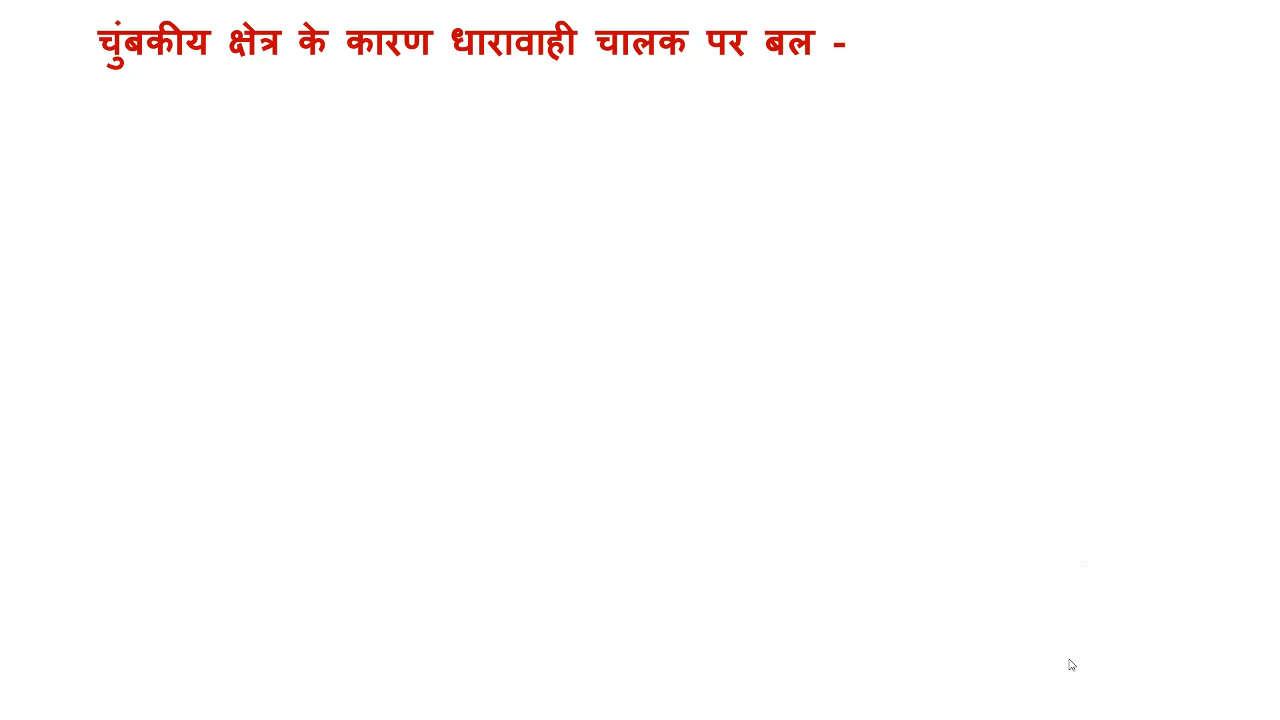 चुंबकीय क्षेत्र के कारण धारावाही चालक पर बल -